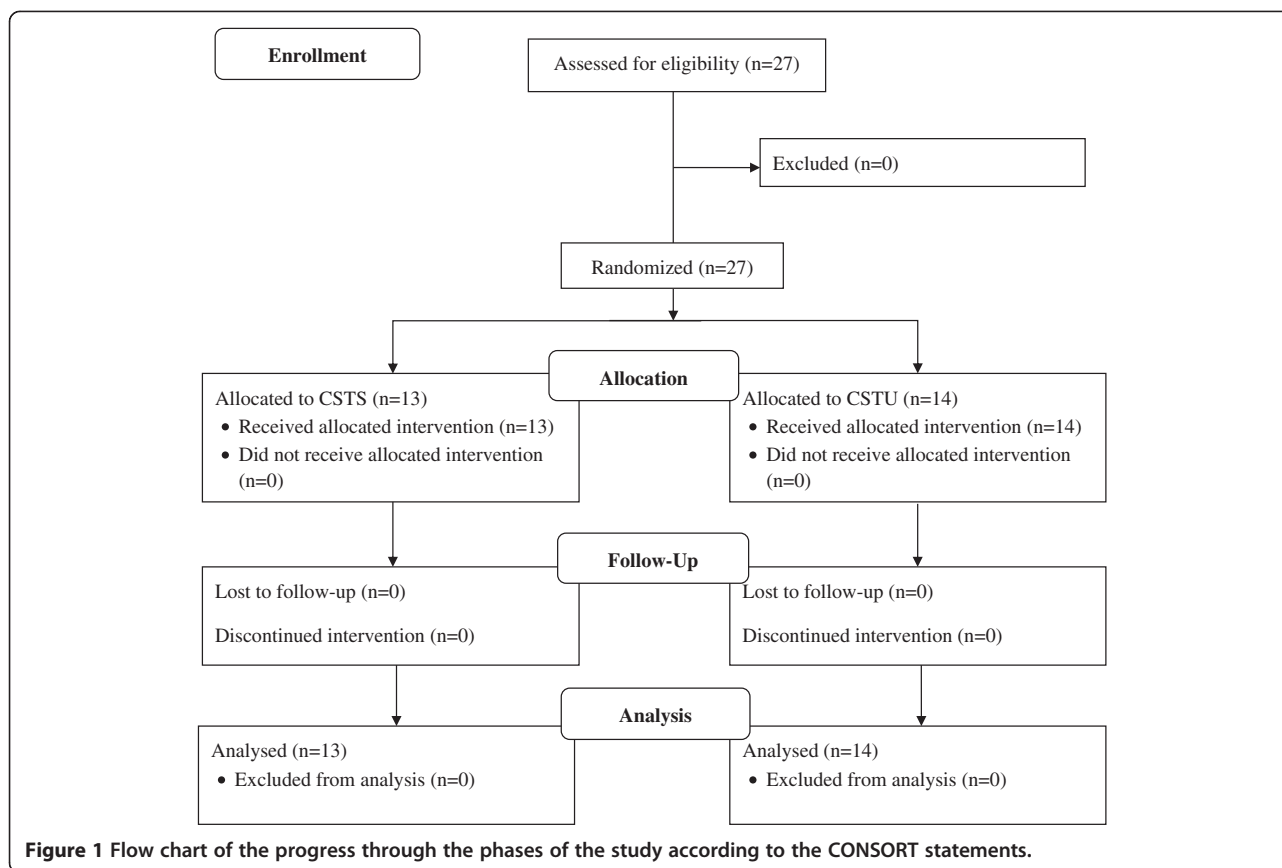 Enrollment
Assessed for eligibility (n=27)
Excluded (n=0)
Randomized (n=27)
Allocation
Allocated to CSTS (n=13)
• Received allocated intervention (n=13)
• Did not receive allocated intervention
(n=0)
Allocated to CSTU (n=14)
• Received allocated intervention (n=14)
• Did not receive allocated intervention
(n=0)
Follow-Up
Lost to follow-up (n=0)
Discontinued intervention (n=0)
Lost to follow-up (n=0)
Discontinued intervention (n=0)
Analysis
Analysed (n=13)
• Excluded from analysis (n=0)
Analysed (n=14)
• Excluded from analysis (n=0)
Figure 1 Flow chart of the progress through the phases of the study according to the CONSORT statements.